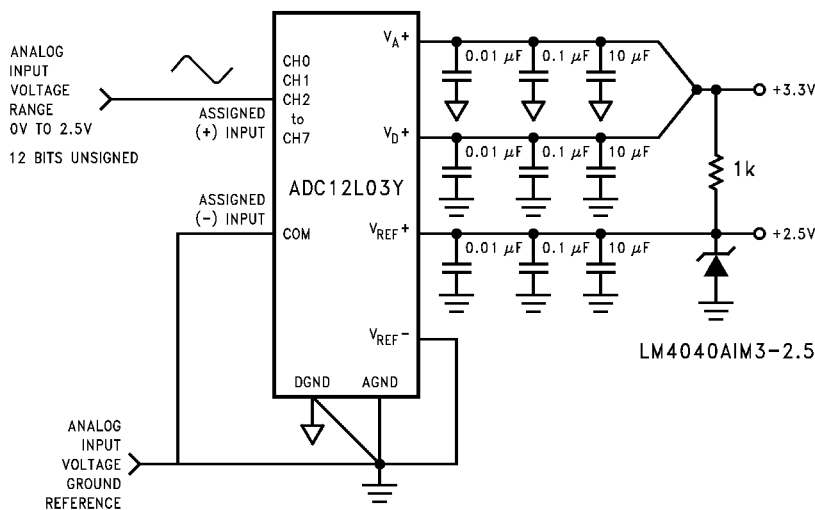 ANALOG
INPUT
VOLTAGE
RANGE
0V TO 2.5V
12 BITS UNSIGNED
ASSIGNED
(+) INPUT
ASSIGNED
(−) INPUT
ANALOG
INPUT
VOLTAGE
GROUND
REFERENCE
CH0
CH1
CH2
to
CH7
COM
ADC12L03Y
VA+
VD+
VREF+
VREF−
DGND
AGND
0.01 μF 0.1 μF 10 μF
0.01 μF 0.1 μF 10 μF
0.01 μF 0.1 μF 10 μF
+3.3V
1k
+2.5V
LM4040AIM3−2.5